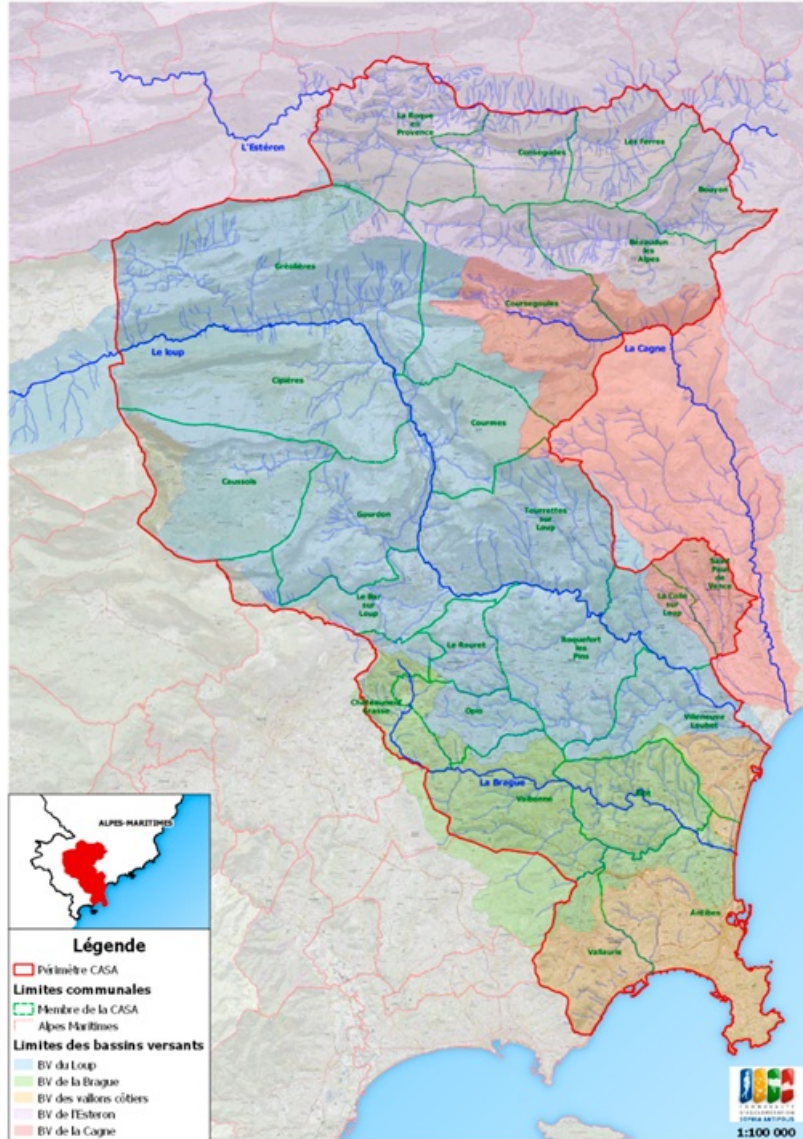 La Roque
en
Provence
L'Estéron
Conségudes
Les Ferres
Bouyon
Bézaudun
les
Alpes
Gréolières
Coursegoules
Le loup
La Cagne
Cipières
Courmes
Caussols
Gourdon
Tourrettes
sur
Loup
Saint
Paul
de
Vence
La Colle
sur
Loup
Le Bar
sur
Loup
Le Rouret
Roquefort
les
Pins
Châteauneuf
Grasse
Opio
Villeneuve
Loubet
La Brague
Valbonne
Biot
Antibes
Vallauris
ALPES-MARITIMES
Légende
Périmètre CASA
Limites communales
Membre de la CASA
Alpes Maritimes
Limites des bassins versants
BV du Loup
BV de la Brague
BV des vallons côtiers
BV de l'Esteron
BV de la Cagne
COMMUNAUTÉ
D'AGGLOMÉRATION
SOPHIA ANTIPOLIS
1:100 000